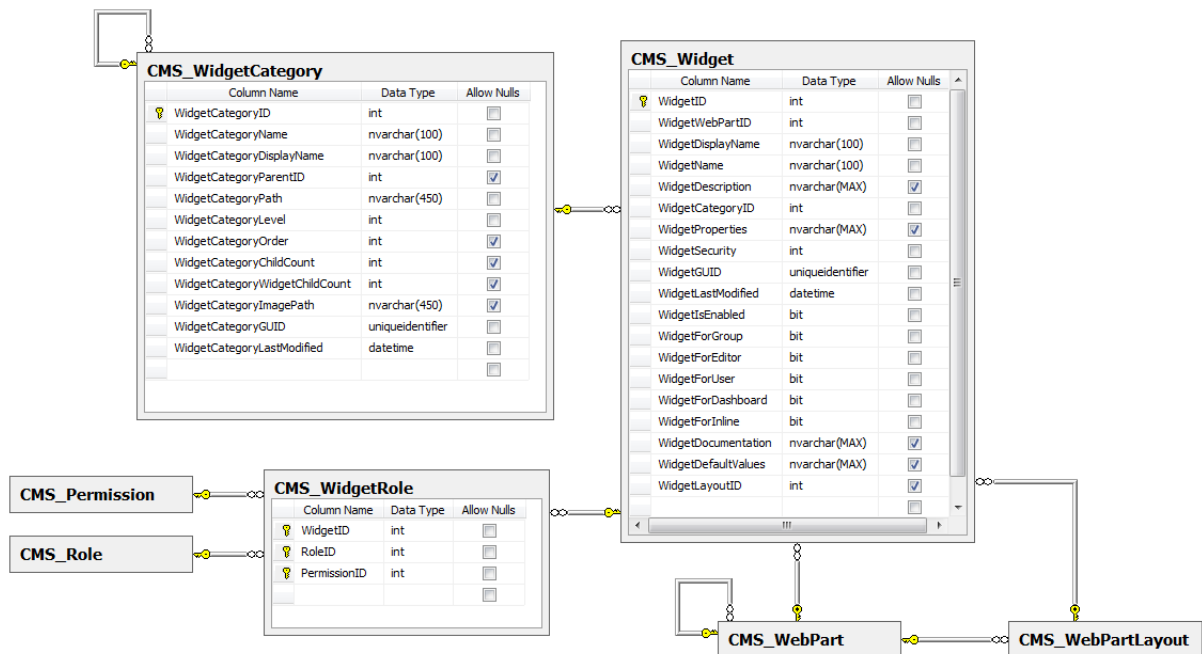 CMS_WidgetCategory
Column Name Data Type Allow Nulls
WidgetCategoryID int
WidgetCategoryName nvarchar(100)
WidgetCategoryDisplayName nvarchar(100)
WidgetCategoryParentID int
WidgetCategoryPath nvarchar(450)
WidgetCategoryLevel int
WidgetCategoryOrder int
WidgetCategoryChildCount int
WidgetCategoryWidgetChildCount int
WidgetCategoryImagePath nvarchar(450)
WidgetCategoryGUID uniqueidentifier
WidgetCategoryLastModified datetime
CMS_Widget
Column Name Data Type Allow Nulls
WidgetID int
WidgetWebPartID int
WidgetDisplayName nvarchar(100)
WidgetName nvarchar(100)
WidgetDescription nvarchar(MAX)
WidgetCategoryID int
WidgetProperties nvarchar(MAX)
WidgetSecurity int
WidgetGUID uniqueidentifier
WidgetLastModified datetime
WidgetIsEnabled bit
WidgetForGroup bit
WidgetForEditor bit
WidgetForUser bit
WidgetForDashboard bit
WidgetForInline bit
WidgetDocumentation nvarchar(MAX)
WidgetDefaultValues nvarchar(MAX)
WidgetLayoutID int
CMS_Permission
CMS_Role
CMS_WidgetRole
Column Name Data Type Allow Nulls
WidgetID int
RoleID int
PermissionID int
CMS_WebPart
CMS_WebPartLayout